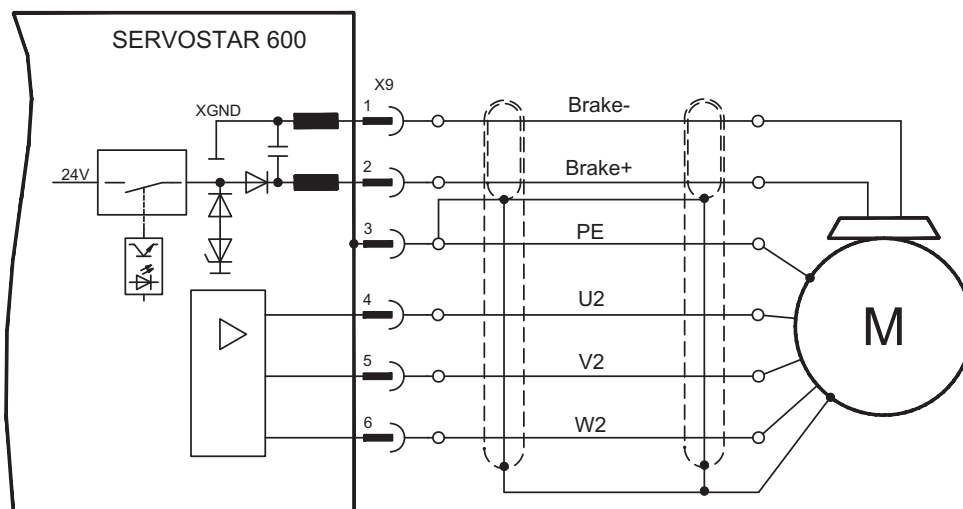 SERVOSTAR 600
X9
XGND
1
Brake-
24V
2
Brake+
3
PE
4
U2
M
5
V2
6
W2